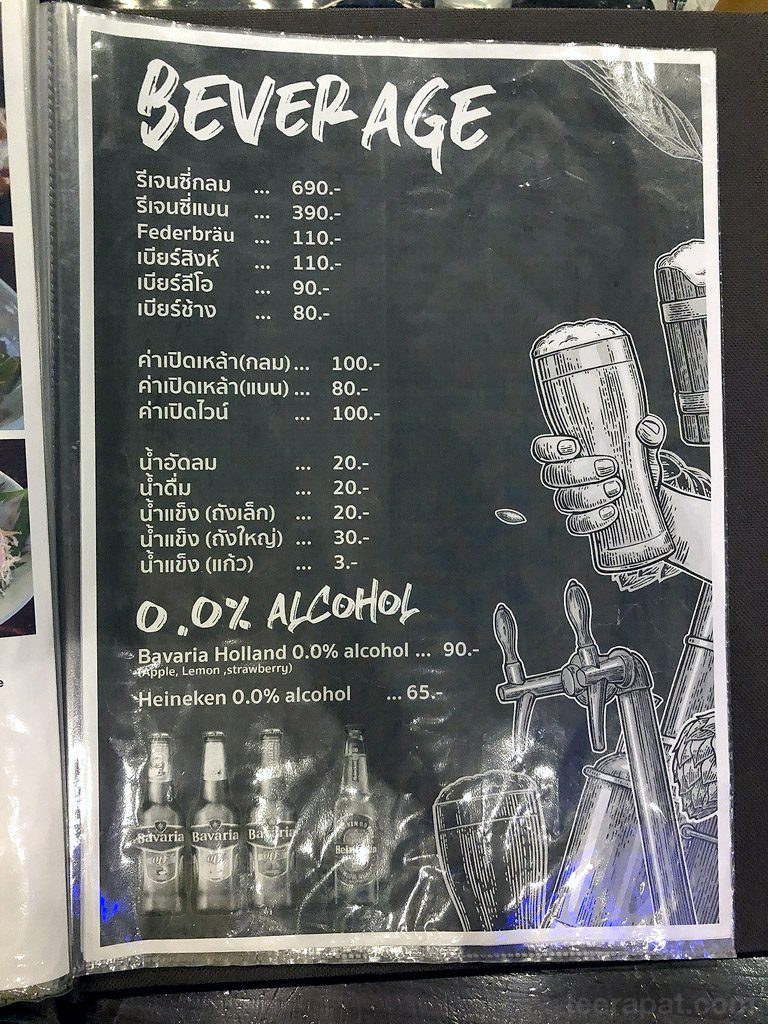 BEVERAGE
รีเจนซี่กลม ... 690.-
รีเจนซี่แบน ... 390.-
Federbräu ... 110.-
เบียร์สิงห์ ... 110.-
เบียร์ลีโอ ... 90.-
เบียร์ช้าง ... 80.-
ค่าเปิดเหล้า(กลม)... 100.-
ค่าเปิดเหล้า(แบน)... 80.-
ค่าเปิดไวน์ ... 100.-
น้ำอัดลม ... 20.-
น้ำดื่ม ... 20.-
น้ำแข็ง (ถังเล็ก) ... 20.-
น้ำแข็ง (ถังใหญ่) ... 30.-
น้ำแข็ง (แก้ว) ... 3.-
0.0% ALCOHOL
Bavaria Holland 0.0% alcohol ... 90.-
(Apple, Lemon ,strawberry)
Heineken 0.0% alcohol ... 65.-
Bavaria Bavaria Bavaria Heineken
teerapat.com